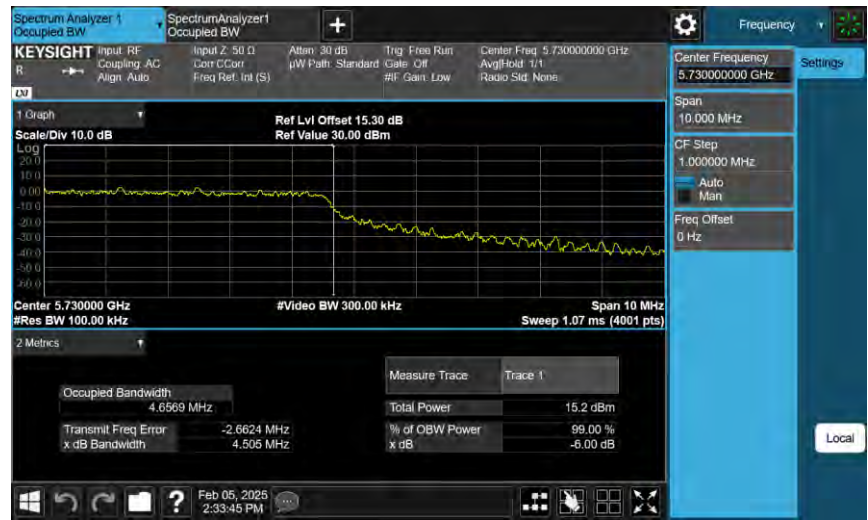 Spectrum Analyzer 1
Occupied BW
SpectrumAnalyzer1
Occupied BW
+
Frequency
KEYSIGHT
R
LXI
Input: RF
Coupling: AC
Align: Auto
Input Z: 50 Ω
Corr CCorr
Freq Ref: Int (S)
Atten: 30 dB
µW Path: Standard
Trig: Free Run
Gate: Off
#IF Gain: Low
Center Freq: 5.730000000 GHz
Avg|Hold: 1/1
Radio Std: None
Center Frequency
5.730000000 GHz
Settings
Span
10.000 MHz
CF Step
1.000000 MHz
Auto
Man
Freq Offset
0 Hz
Local
1 Graph
Scale/Div 10.0 dB
Ref Lvl Offset 15.30 dB
Ref Value 30.00 dBm
Log
20.0
10.0
0.00
-10.0
-20.0
-30.0
-40.0
-50.0
-60.0
Center 5.730000 GHz
#Res BW 100.00 kHz
#Video BW 300.00 kHz
Span 10 MHz
Sweep 1.07 ms (4001 pts)
2 Metrics
Measure Trace
Trace 1
Occupied Bandwidth
4.6569 MHz
Total Power
15.2 dBm
Transmit Freq Error
-2.6624 MHz
% of OBW Power
99.00 %
x dB Bandwidth
4.505 MHz
x dB
-6.00 dB
?
Feb 05, 2025
2:33:45 PM